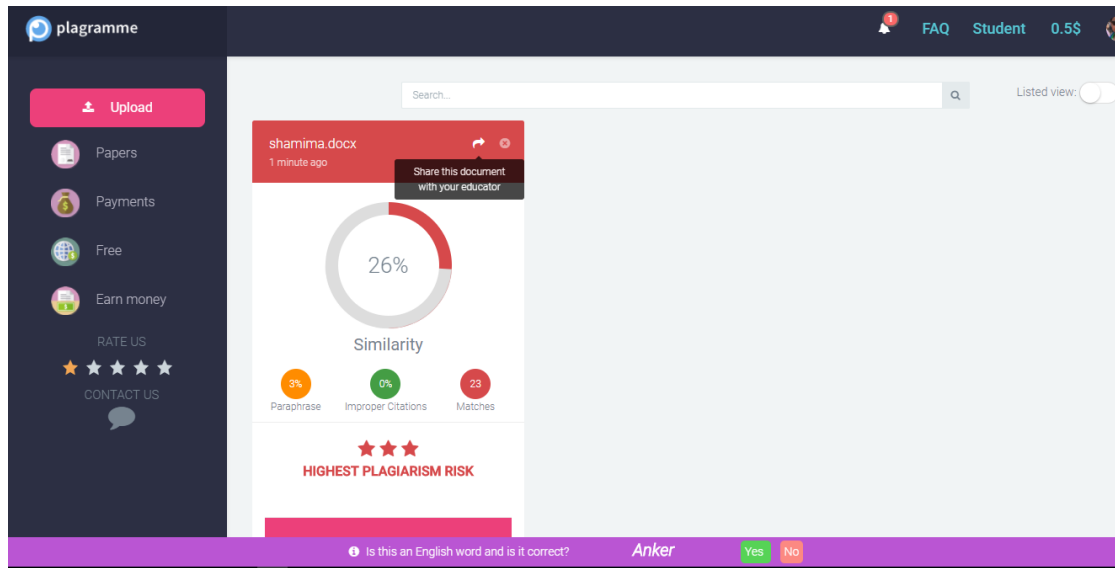 plagramme
1
FAQ
Student
0.5$
Upload
Papers
Payments
Free
Earn money
RATE US
CONTACT US
Search...
Listed view:
shamima.docx
1 minute ago
Share this document
with your educator
26%
Similarity
3%
Paraphrase
0%
Improper Citations
23
Matches
HIGHEST PLAGIARISM RISK
Is this an English word and is it correct?
Anker
Yes
No